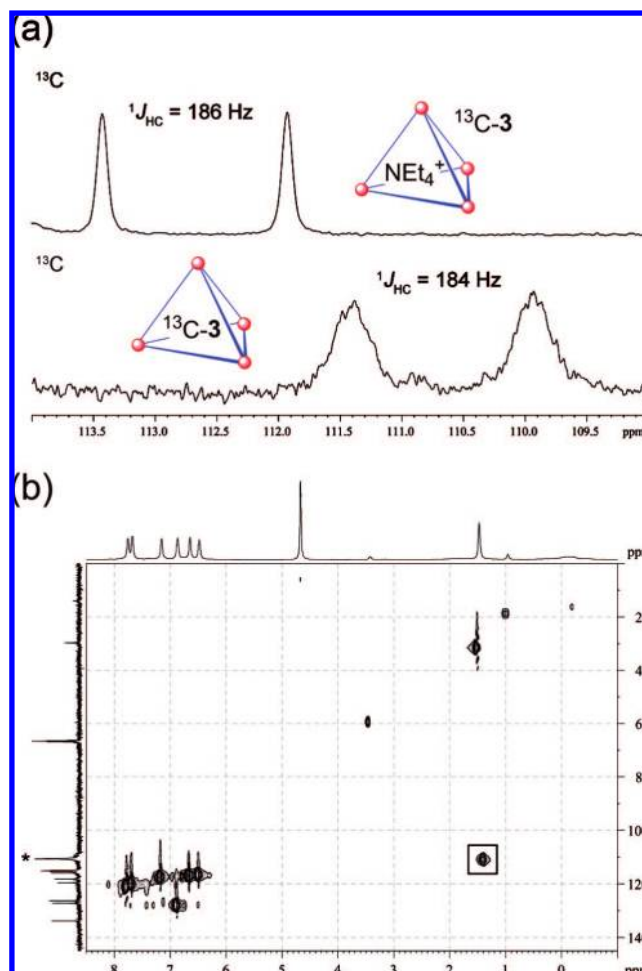 (a)
13C
1JHC = 186 Hz
13C-3
NEt4+
13C
1JHC = 184 Hz
13C-3
113.5 113.0 112.5 112.0 111.5 111.0 110.5 110.0 109.5 ppm
(b)
2
4
6
8
*
10
12
14
8 7 6 5 4 3 2 1 0